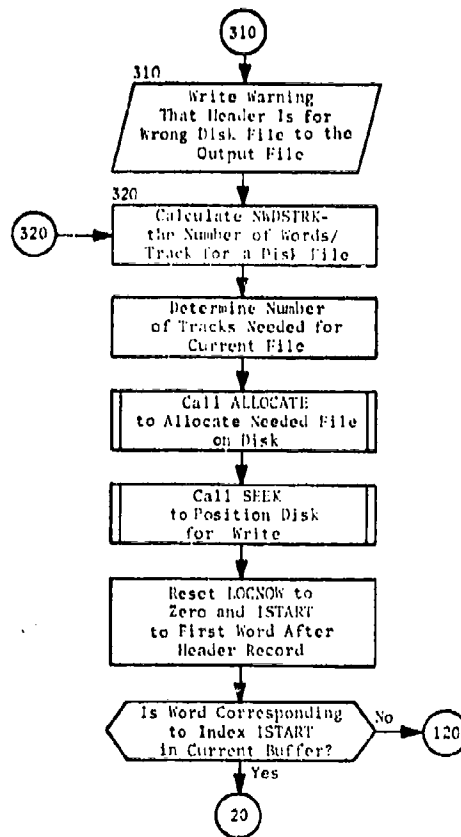 310
310
Write Warning
That Header Is for
Wrong Disk File to the
Output File
320
320
Calculate NWDSTRK-
the Number of Words/
Track for a Disk File
Determine Number
of Tracks Needed for
Current File
Call ALLOCATE
to Allocate Needed File
on Disk
Call SEEK
to Position Disk
for Write
Reset LOCNOW to
Zero and ISTART
to First Word After
Header Record
Is Word Corresponding
to Index ISTART
in Current Buffer?
No
120
Yes
20